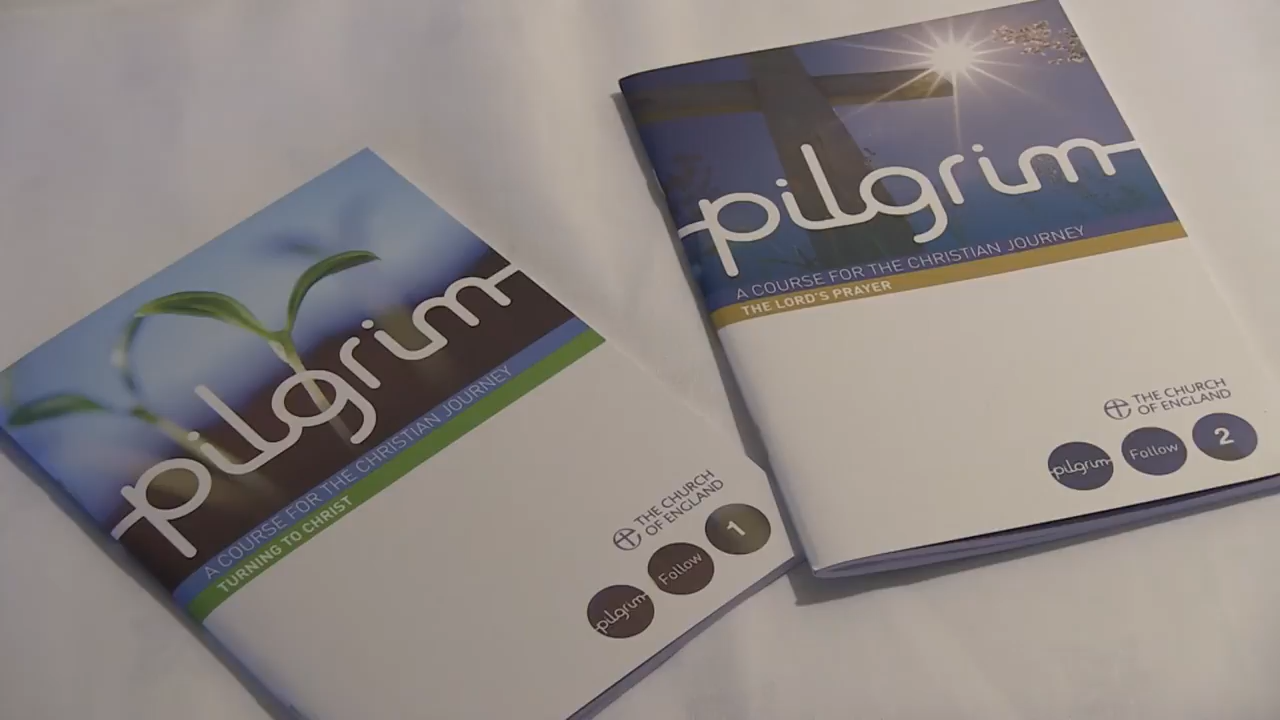 pilgrim
A COURSE FOR THE CHRISTIAN JOURNEY
TURNING TO CHRIST
THE CHURCH
OF ENGLAND
pilgrim
Follow
1
pilgrim
A COURSE FOR THE CHRISTIAN JOURNEY
THE LORD'S PRAYER
THE CHURCH
OF ENGLAND
pilgrim
Follow
2